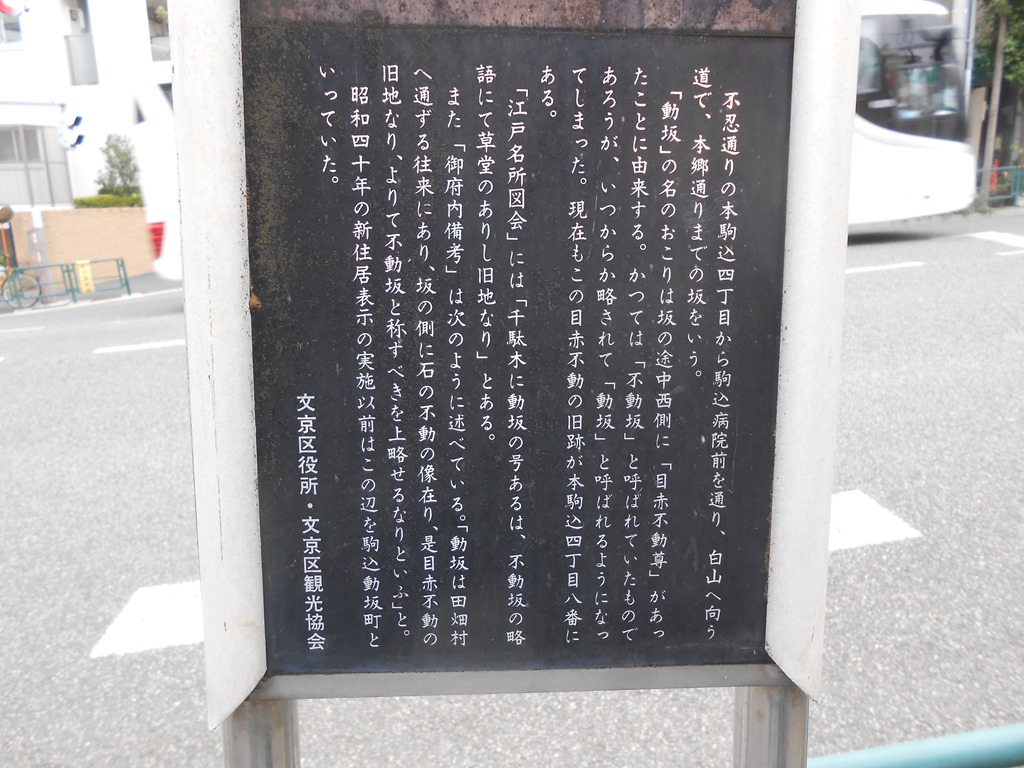 不忍通りの本駒込四丁目から駒込病院前を通り、白山へ向う
道で、本郷通りまでの坂をいう。
「動坂」の名のおこりは坂の途中西側に「目赤不動尊」があっ
たことに由来する。かつては「不動坂」と呼ばれていたもので
あろうが、いつからか略されて「動坂」と呼ばれるようになっ
てしまった。現在もこの目赤不動の旧跡が本駒込四丁目八番に
ある。
「江戸名所図会」には「千駄木に動坂の号あるは、不動坂の略
語にて草堂のありし旧地なり」とある。
また「御府内備考」は次のように述べている。「動坂は田畑村
へ通ずる往来にあり、坂の側に石の不動の像在り、是目赤不動の
旧地なり、よりて不動坂と称すべきを上略せるなりといふ」と。
昭和四十年の新住居表示の実施以前はこの辺を駒込動坂町と
いっていた。
文京区役所・文京区観光協会